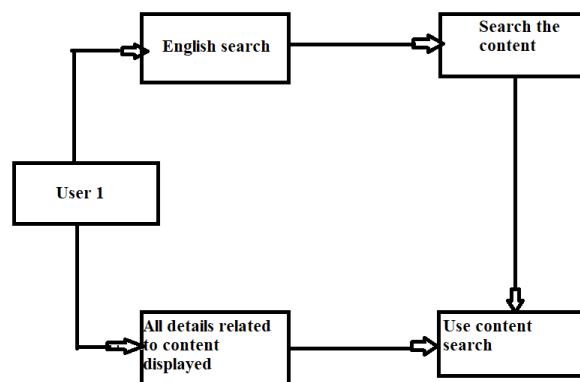 English search
Search the
content
User 1
All details related
to content
displayed
Use content
search